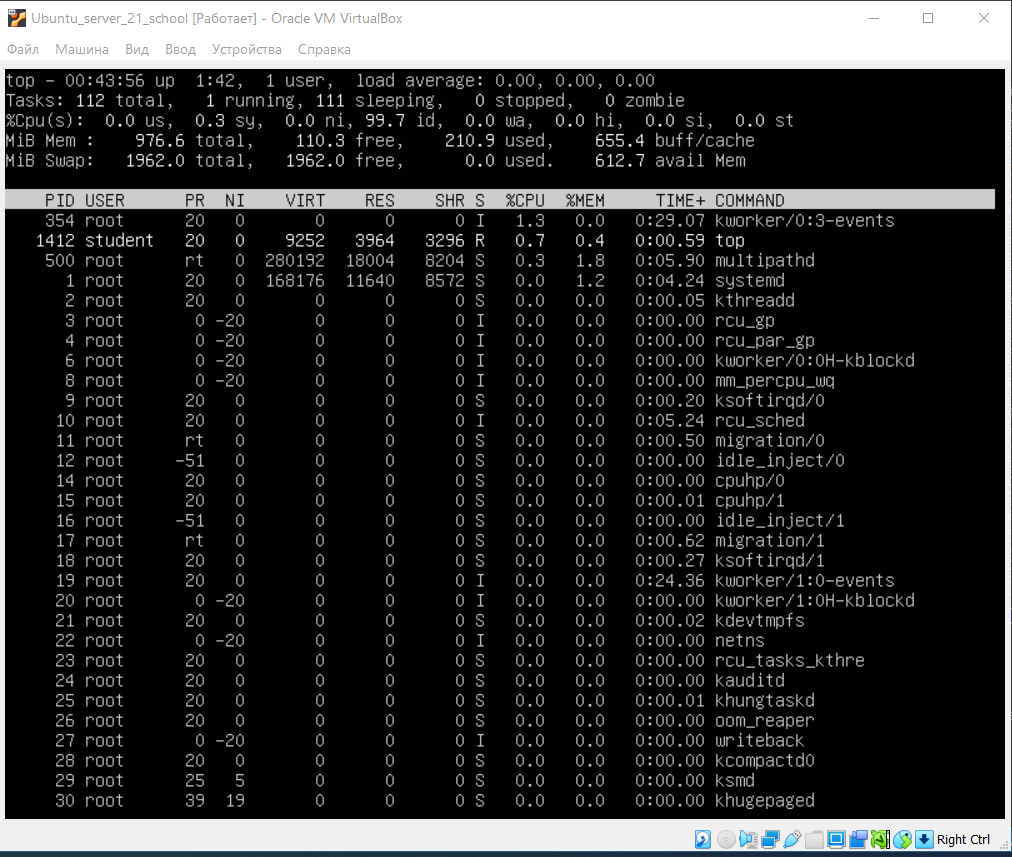 Ubuntu_server_21_school [Работает] - Oracle VM VirtualBox
Файл Машина Вид Ввод Устройства Справка
top - 00:43:56 up  1:42,  1 user,  load average: 0.00, 0.00, 0.00
Tasks: 112 total,   1 running, 111 sleeping,   0 stopped,   0 zombie
%Cpu(s):  0.0 us,  0.3 sy,  0.0 ni, 99.7 id,  0.0 wa,  0.0 hi,  0.0 si,  0.0 st
MiB Mem :    976.6 total,    110.3 free,    210.9 used,    655.4 buff/cache
MiB Swap:   1962.0 total,   1962.0 free,      0.0 used.    612.7 avail Mem
PID USER      PR  NI    VIRT    RES    SHR S  %CPU  %MEM     TIME+ COMMAND
354 root      20   0       0      0      0 I   1.3   0.0   0:29.07 kworker/0:3-events
1412 student   20   0    9252   3964   3296 R   0.7   0.4   0:00.59 top
500 root      rt   0  280192  18004   8204 S   0.3   1.8   0:05.90 multipathd
1 root      20   0  168176  11640   8572 S   0.0   1.2   0:04.24 systemd
2 root      20   0       0      0      0 S   0.0   0.0   0:00.05 kthreadd
3 root       0 -20       0      0      0 I   0.0   0.0   0:00.00 rcu_gp
4 root       0 -20       0      0      0 I   0.0   0.0   0:00.00 rcu_par_gp
6 root       0 -20       0      0      0 I   0.0   0.0   0:00.00 kworker/0:0H-kblockd
8 root       0 -20       0      0      0 I   0.0   0.0   0:00.00 mm_percpu_wq
9 root      20   0       0      0      0 S   0.0   0.0   0:00.20 ksoftirqd/0
10 root      20   0       0      0      0 I   0.0   0.0   0:05.24 rcu_sched
11 root      rt   0       0      0      0 S   0.0   0.0   0:00.50 migration/0
12 root     -51   0       0      0      0 S   0.0   0.0   0:00.00 idle_inject/0
14 root      20   0       0      0      0 S   0.0   0.0   0:00.00 cpuhp/0
15 root      20   0       0      0      0 S   0.0   0.0   0:00.01 cpuhp/1
16 root     -51   0       0      0      0 S   0.0   0.0   0:00.00 idle_inject/1
17 root      rt   0       0      0      0 S   0.0   0.0   0:00.62 migration/1
18 root      20   0       0      0      0 S   0.0   0.0   0:00.27 ksoftirqd/1
19 root      20   0       0      0      0 I   0.0   0.0   0:24.36 kworker/1:0-events
20 root       0 -20       0      0      0 I   0.0   0.0   0:00.00 kworker/1:0H-kblockd
21 root      20   0       0      0      0 S   0.0   0.0   0:00.02 kdevtmpfs
22 root       0 -20       0      0      0 I   0.0   0.0   0:00.00 netns
23 root      20   0       0      0      0 S   0.0   0.0   0:00.00 rcu_tasks_kthre
24 root      20   0       0      0      0 S   0.0   0.0   0:00.00 kauditd
25 root      20   0       0      0      0 S   0.0   0.0   0:00.01 khungtaskd
26 root      20   0       0      0      0 S   0.0   0.0   0:00.00 oom_reaper
27 root       0 -20       0      0      0 I   0.0   0.0   0:00.00 writeback
28 root      20   0       0      0      0 S   0.0   0.0   0:00.00 kcompactd0
29 root      25   5       0      0      0 S   0.0   0.0   0:00.00 ksmd
30 root      39  19       0      0      0 S   0.0   0.0   0:00.00 khugepaged
Right Ctrl